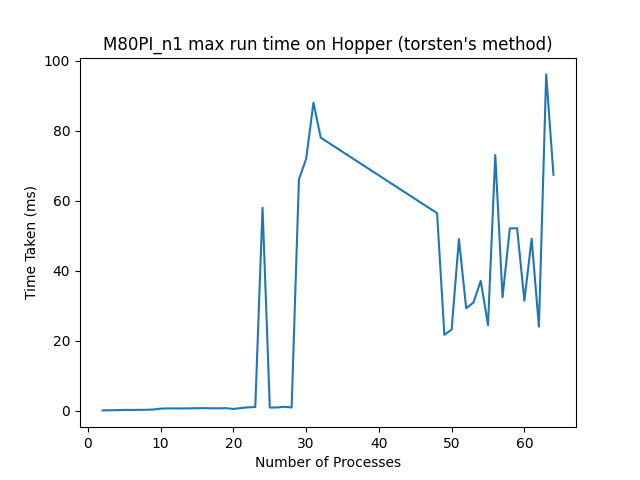 M80PI_n1 max run time on Hopper (torsten's method)
100
80
60
40
20
0
Time Taken (ms)
0 10 20 30 40 50 60
Number of Processes